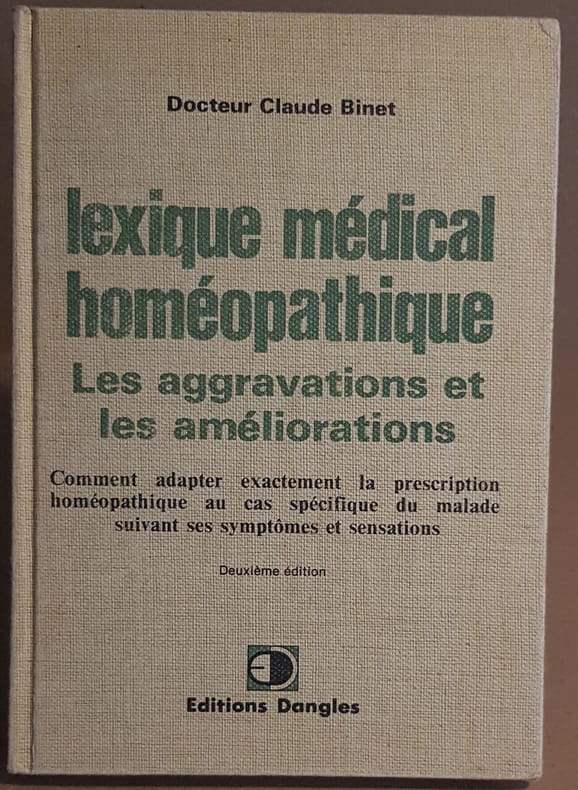 Docteur Claude Binet
lexique médical
homéopathique
Les aggravations et
les améliorations
Comment adapter exactement la prescription
homéopathique au cas spécifique du malade
suivant ses symptômes et sensations
Deuxième édition
Editions Dangles